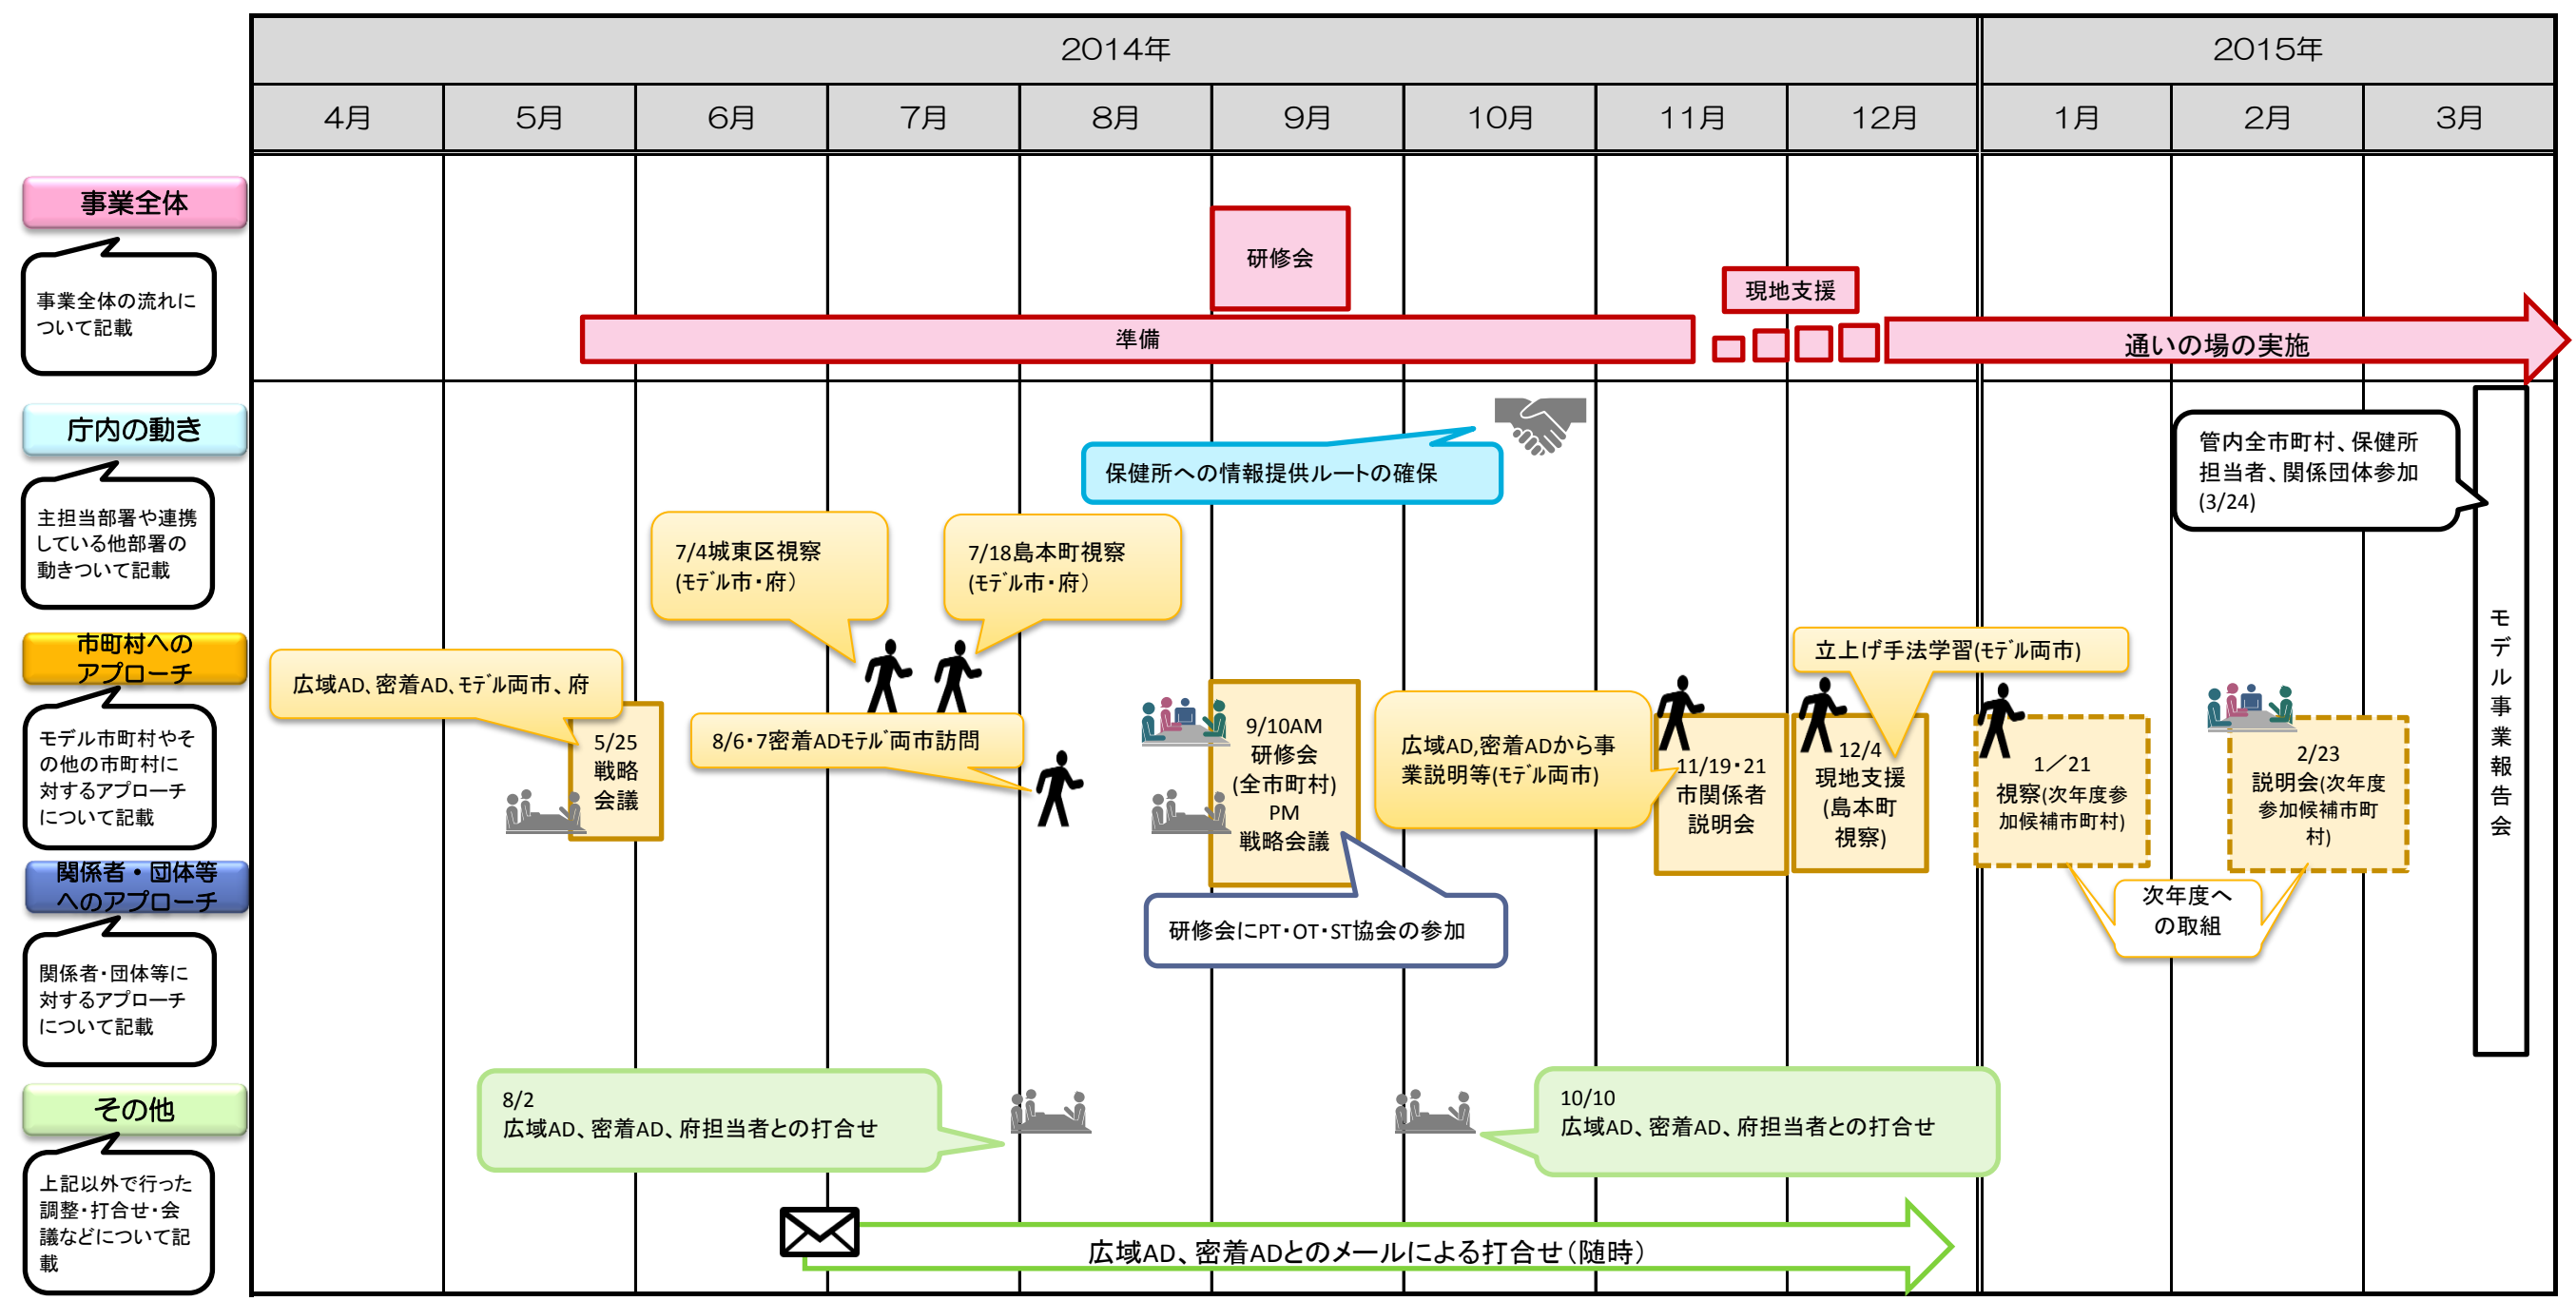 2014年
2015年
4月
5月
6月
7月
8月
9月
10月
11月
12月
1月
2月
3月
事業全体
事業全体の流れに
ついて記載
研修会
現地支援
準備
通いの場の実施
庁内の動き
主担当部署や連携
している他部署の
動きついて記載
保健所への情報提供ルートの確保
管内全市町村、保健所
担当者、関係団体参加
(3/24)
モデル事業報告会
市町村への
アプローチ
モデル市町村やそ
の他の市町村に
対するアプローチ
について記載
7/4城東区視察
(ﾓﾃﾞﾙ市・府）
7/18島本町視察
(ﾓﾃﾞﾙ市・府）
広域AD、密着AD、ﾓﾃﾞﾙ両市、府
5/25
戦略
会議
8/6・7密着ADﾓﾃﾙﾞ両市訪問
9/10AM
研修会
(全市町村)
PM
戦略会議
広域AD,密着ADから事
業説明等(ﾓﾃﾞﾙ両市)
11/19・21
市関係者
説明会
立上げ手法学習(ﾓﾃﾞﾙ両市)
12/4
現地支援
(島本町
視察)
1／21
視察(次年度参
加候補市町村)
2/23
説明会(次年度
参加候補市町
村)
次年度へ
の取組
関係者・団体等
へのアプローチ
関係者・団体等に
対するアプローチ
について記載
研修会にPT・OT・ST協会の参加
その他
上記以外で行った
調整・打合せ・会
議などについて記
載
8/2
広域AD、密着AD、府担当者との打合せ
10/10
広域AD、密着AD、府担当者との打合せ
広域AD、密着ADとのメールによる打合せ（随時）